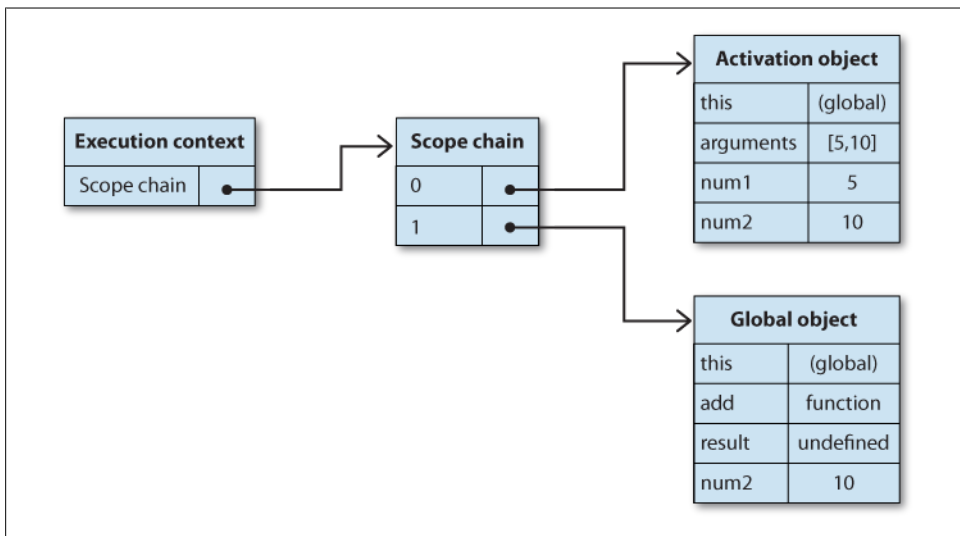 Execution context
Scope chain
Scope chain
0
1
Activation object
this (global)
arguments [5,10]
num1 5
num2 10
Global object
this (global)
add function
result undefined
num2 10